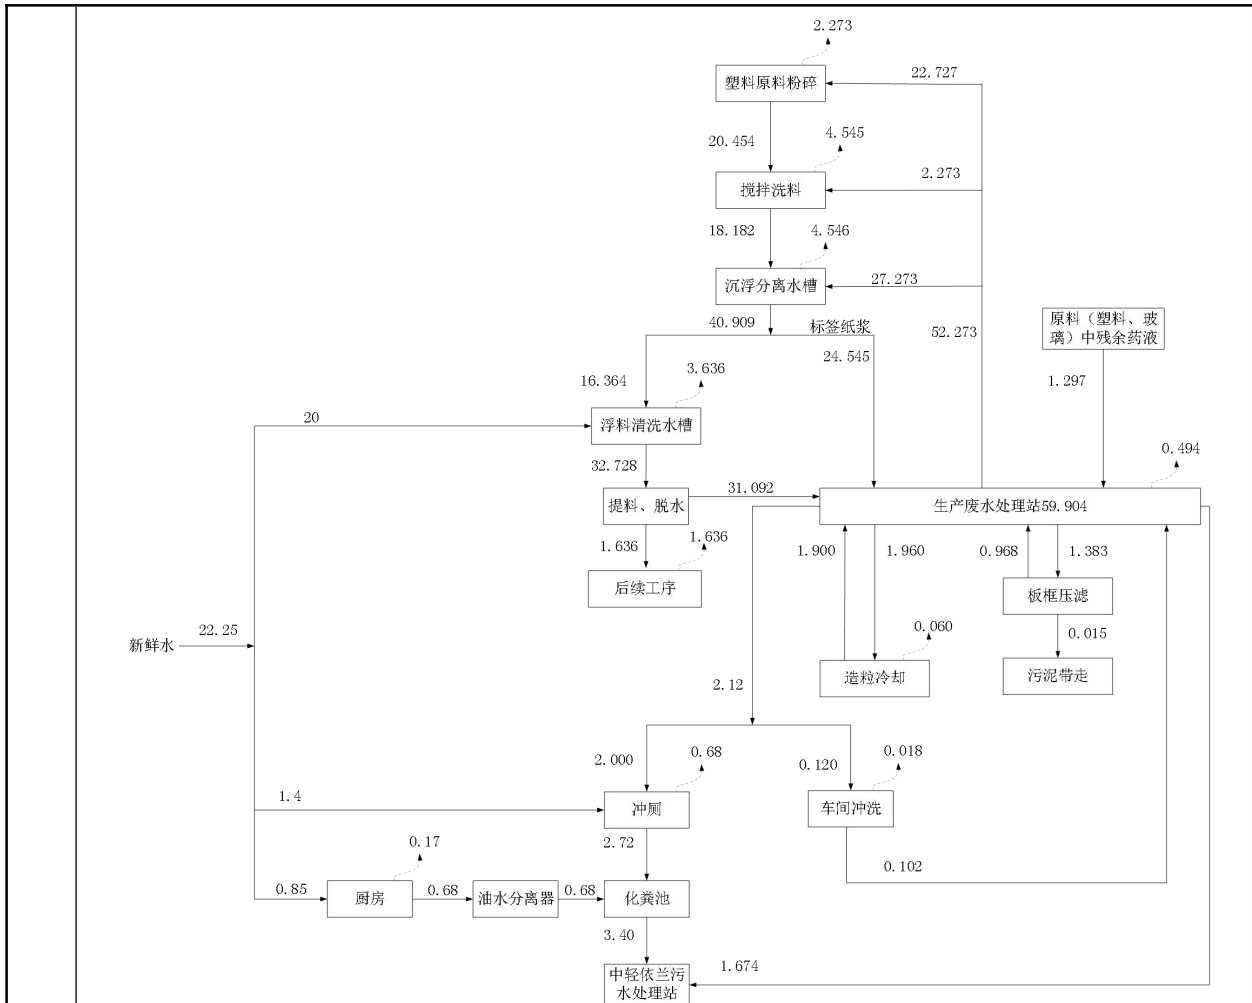 2.273
塑料原料粉碎
22.727
20.454
4.545
搅拌洗料
2.273
18.182
4.546
沉浮分离水槽
27.273
40.909
标签纸浆
24.545
52.273
原料（塑料、玻
璃）中残余药液
1.297
16.364
3.636
20
浮料清洗水槽
32.728
0.494
提料、脱水
31.092
生产废水处理站59.904
1.636
1.636
1.900
1.960
0.968
1.383
后续工序
板框压滤
新鲜水
22.25
0.060
0.015
造粒冷却
污泥带走
2.12
2.000
0.68
0.120
0.018
1.4
冲厕
车间冲洗
0.17
2.72
0.102
0.85
厨房
0.68
油水分离器
0.68
化粪池
3.40
中轻依兰污
水处理站
1.674